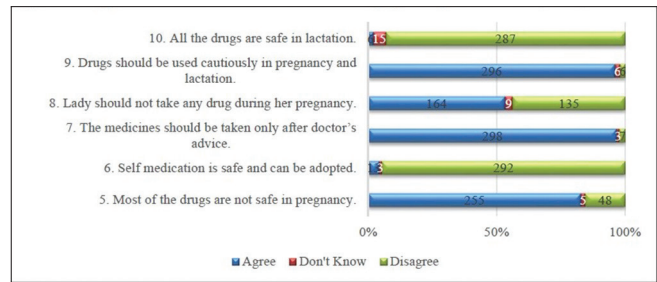 10. All the drugs are safe in lactation.
15 287
9. Drugs should be used cautiously in pregnancy and
lactation.
296 6
8. Lady should not take any drug during her pregnancy.
164 9 135
7. The medicines should be taken only after doctor's
advice.
298 3 7
6. Self medication is safe and can be adopted.
3 292
5. Most of the drugs are not safe in pregnancy.
255 5 48
0% 50% 100%
Agree Don't Know Disagree